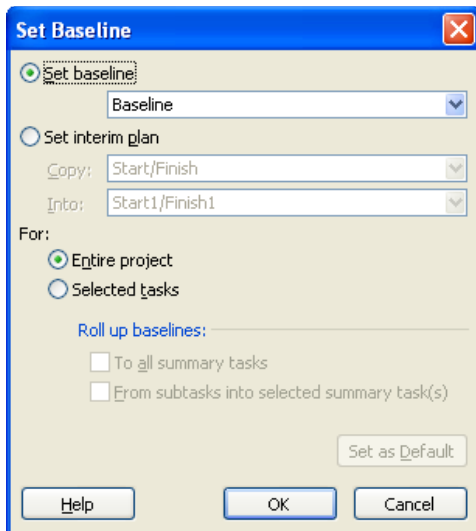 Set Baseline
Set baseline
Baseline
Set interim plan
Copy: Start/Finish
Into: Start1/Finish1
For:
Entire project
Selected tasks
Roll up baselines:
To all summary tasks
From subtasks into selected summary task(s)
Set as Default
Help OK Cancel